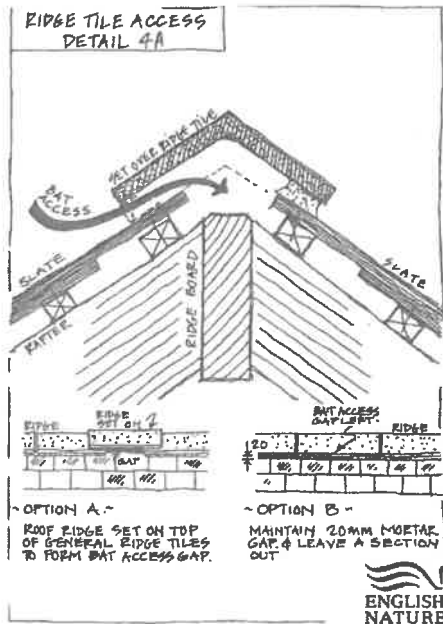 RIDGE TILE ACCESS
DETAIL 4A
SET OVER RIDGE TILE
BAT
ACCESS
SLATE
RAFTER
RIDGE BOARD
SLATE
RIDGE
RIDGE
SET
GAP
~OPTION A~
ROOF RIDGE SET ON TOP
OF GENERAL RIDGE TILES
TO FORM BAT ACCESS GAP.
BAT ACCESS
GAP LEFT
RIDGE
20
~OPTION B~
MAINTAIN 20MM MORTAR
GAP & LEAVE A SECTION
OUT
ENGLISH
NATURE